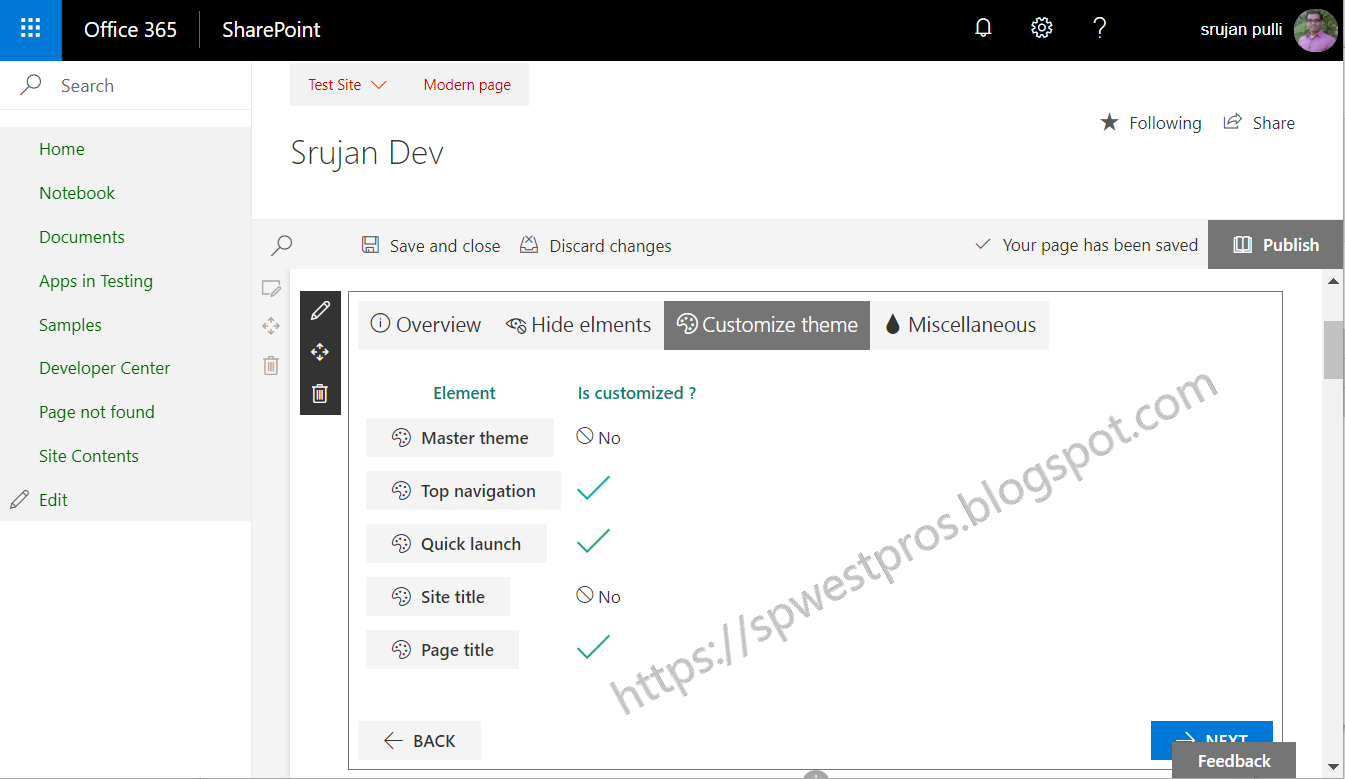 Office 365 SharePoint ? srujan pulli
Search
Test Site Modern page
Following Share
Srujan Dev
Home
Notebook
Documents
Apps in Testing
Samples
Developer Center
Page not found
Site Contents
Edit
Save and close Discard changes Your page has been saved Publish
Overview Hide elments Customize theme Miscellaneous
Element Is customized ?
Master theme No
Top navigation
Quick launch
Site title No
Page title
https://spwestpros.blogspot.com
BACK NEXT
Feedback